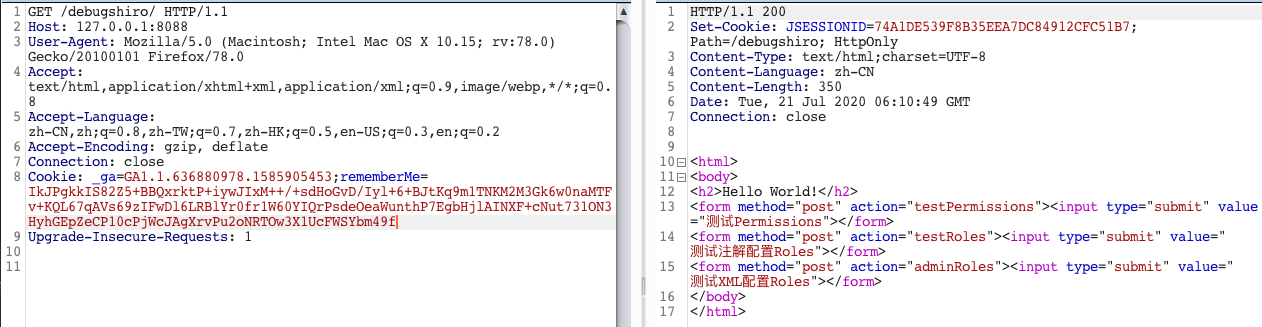 1 GET /debugshiro/ HTTP/1.1
2 Host: 127.0.0.1:8088
3 User-Agent: Mozilla/5.0 (Macintosh; Intel Mac OS X 10.15; rv:78.0)
Gecko/20100101 Firefox/78.0
4 Accept:
text/html,application/xhtml+xml,application/xml;q=0.9,image/webp,*/*;q=0.
8
5 Accept-Language:
zh-CN,zh;q=0.8,zh-TW;q=0.7,zh-HK;q=0.5,en-US;q=0.3,en;q=0.2
6 Accept-Encoding: gzip, deflate
7 Connection: close
8 Cookie: _ga=GA1.1.636880978.1585905453;rememberMe=
IkJPgkkIS82Z5+BBQxrktP+iywJIxM++/+sdHoGvD/Iyl+6+BJtKq9m1TNKM2M3Gk6w0naMTF
v+KQL67qAVs69zIFwDl6LRBlYr0fr1W60YIQrPsdeOeaWunthP7EgbHjlAINXF+cNut731ON3
HyhGEpZeCPl0cPjWcJAgXrvPu2oNRTOw3X1UcFWSYbm49f
9 Upgrade-Insecure-Requests: 1
10
11
1 HTTP/1.1 200
2 Set-Cookie: JSESSIONID=74A1DE539F8B35EEA7DC84912CFC51B7;
Path=/debugshiro; HttpOnly
3 Content-Type: text/html;charset=UTF-8
4 Content-Language: zh-CN
5 Content-Length: 350
6 Date: Tue, 21 Jul 2020 06:10:49 GMT
7 Connection: close
8
9
10 <html>
11 <body>
12 <h2>Hello World!</h2>
13 <form method="post" action="testPermissions"><input type="submit" value
="测试Permissions"></form>
14 <form method="post" action="testRoles"><input type="submit" value="
测试注解配置Roles"></form>
15 <form method="post" action="adminRoles"><input type="submit" value="
测试XML配置Roles"></form>
16 </body>
17 </html>